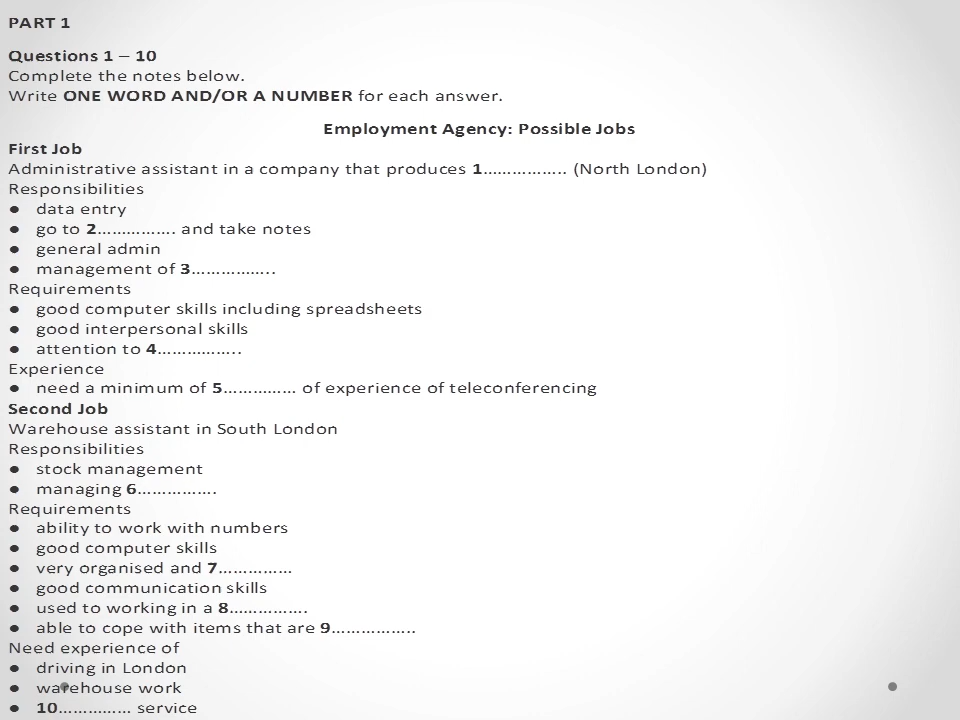 PART 1
Questions 1 – 10
Complete the notes below.
Write ONE WORD AND/OR A NUMBER for each answer.
Employment Agency: Possible Jobs
First Job
Administrative assistant in a company that produces 1…………….. (North London)
Responsibilities
● data entry
● go to 2……………. and take notes
● general admin
● management of 3……………..
Requirements
● good computer skills including spreadsheets
● good interpersonal skills
● attention to 4……………..
Experience
● need a minimum of 5…………… of experience of teleconferencing
Second Job
Warehouse assistant in South London
Responsibilities
● stock management
● managing 6…………….
Requirements
● ability to work with numbers
● good computer skills
● very organised and 7……………
● good communication skills
● used to working in a 8…………….
● able to cope with items that are 9……………..
Need experience of
● driving in London
● warehouse work
● 10…………… service